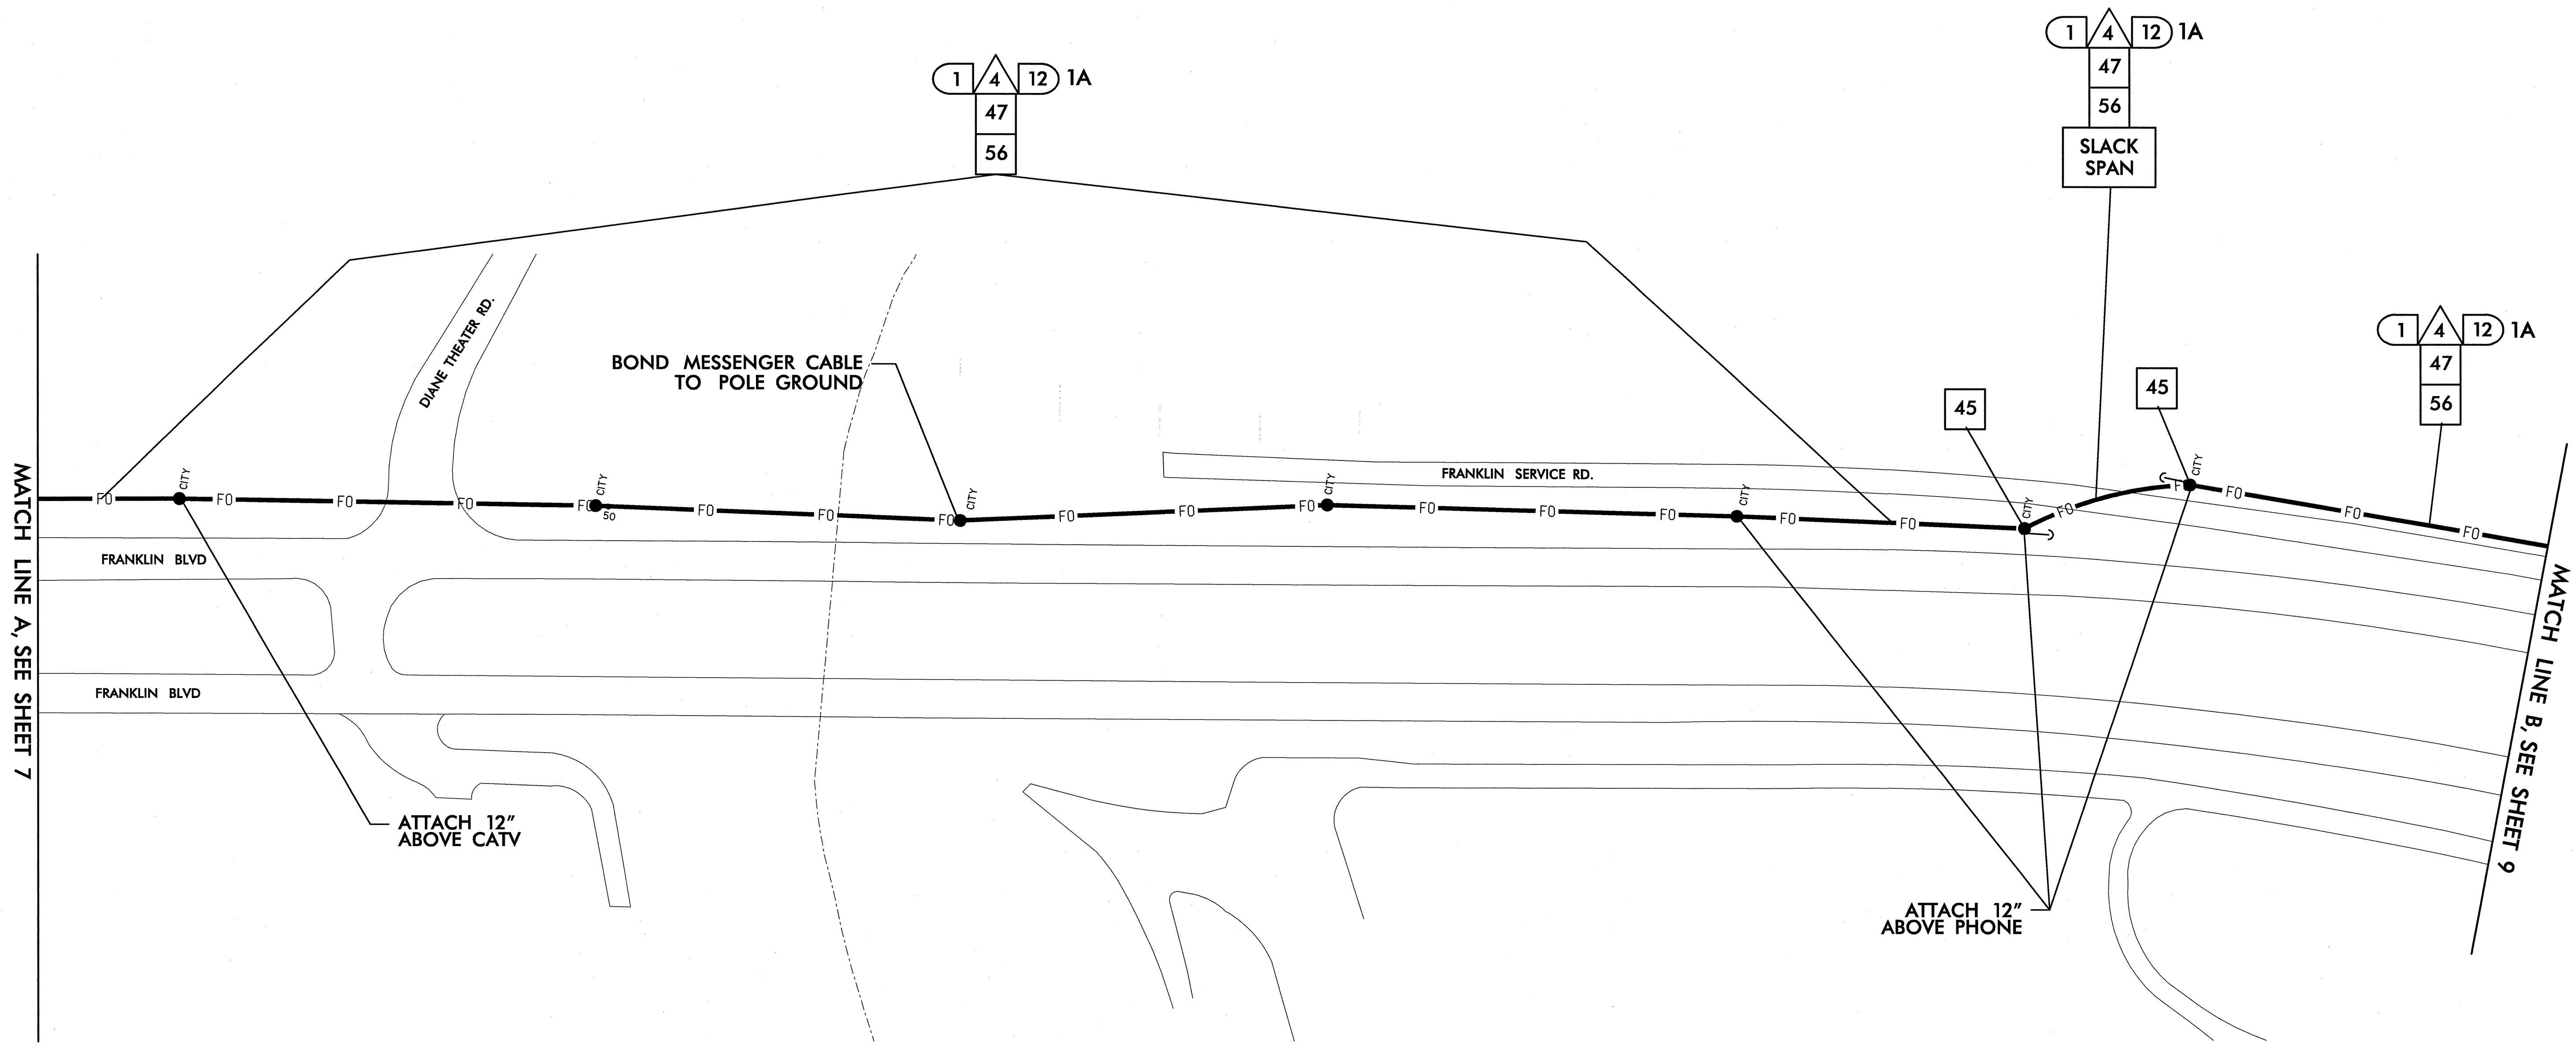 1 4 12 1A
47
56
SLACK
SPAN
1 4 12 1A
47
56
1 4 12 1A
47
56
DIANE THEATER RD.
BOND MESSENGER CABLE
TO POLE GROUND
45
45
FRANKLIN SERVICE RD.
CITY
CITY
CITY
CITY
CITY
CITY
CITY
FO FO FO FO FO FO FO FO FO FO FO FO FO FO FO FO FO F FO FO FO
50
FRANKLIN BLVD
FRANKLIN BLVD
MATCH LINE A, SEE SHEET 7
MATCH LINE B, SEE SHEET 9
ATTACH 12"
ABOVE CATV
ATTACH 12"
ABOVE PHONE